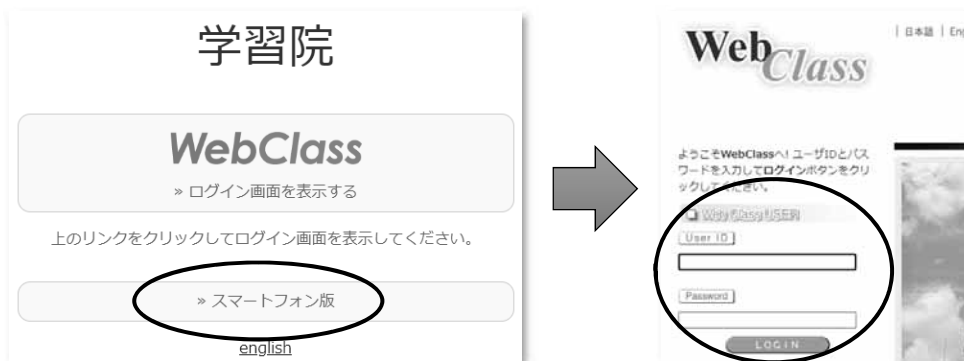 学習院
WebClass
» ログイン画面を表示する
上のリンクをクリックしてログイン画面を表示してください。
» スマートフォン版
english
WebClass
| 日本語 | Eng
ようこそWebClassへ! ユーザIDとパス
ワードを入力してログインボタンをクリ
ックしてください。
Web Class USER
User ID
Password
LOGIN